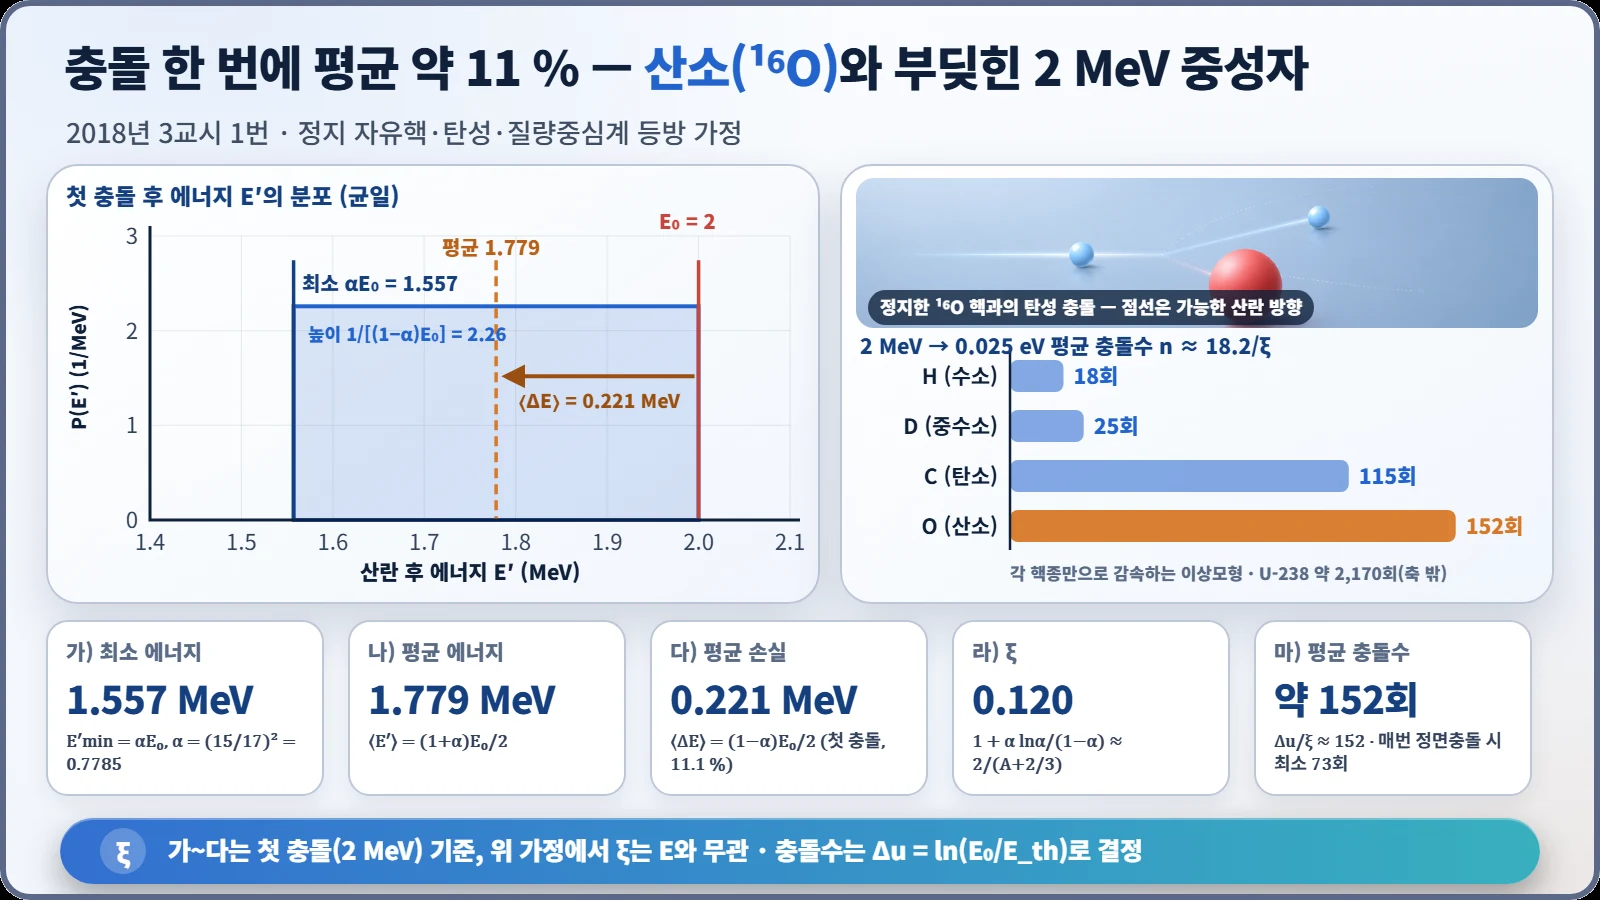 충돌 한 번에 평균 약 11 % — 산소(¹⁶O)와 부딪힌 2 MeV 중성자
2018년 3교시 1번 · 정지 자유핵·탄성·질량중심계 등방 가정
첫 충돌 후 에너지 E′의 분포 (균일)
E₀ = 2
평균 1.779
최소 αE₀ = 1.557
높이 1/[(1−α)E₀] = 2.26
⟨ΔE⟩ = 0.221 MeV
P(E′) (1/MeV)
3
2
1
0
1.4 1.5 1.6 1.7 1.8 1.9 2.0 2.1
산란 후 에너지 E′ (MeV)
정지한 ¹⁶O 핵과의 탄성 충돌 — 점선은 가능한 산란 방향
2 MeV → 0.025 eV 평균 충돌수 n ≈ 18.2/ξ
H (수소) 18회
D (중수소) 25회
C (탄소) 115회
O (산소) 152회
각 핵종만으로 감속하는 이상모형 · U-238 약 2,170회(축 밖)
가) 최소 에너지
1.557 MeV
E′min = αE₀, α = (15/17)² =
0.7785
나) 평균 에너지
1.779 MeV
⟨E′⟩ = (1+α)E₀/2
다) 평균 손실
0.221 MeV
⟨ΔE⟩ = (1−α)E₀/2 (첫 충돌,
11.1 %)
라) ξ
0.120
1 + α lnα/(1−α) ≈
2/(A+2/3)
마) 평균 충돌수
약 152회
Δu/ξ ≈ 152 · 매번 정면충돌 시
최소 73회
ξ 가~다는 첫 충돌(2 MeV) 기준, 위 가정에서 ξ는 E와 무관 · 충돌수는 Δu = ln(E₀/E_th)로 결정